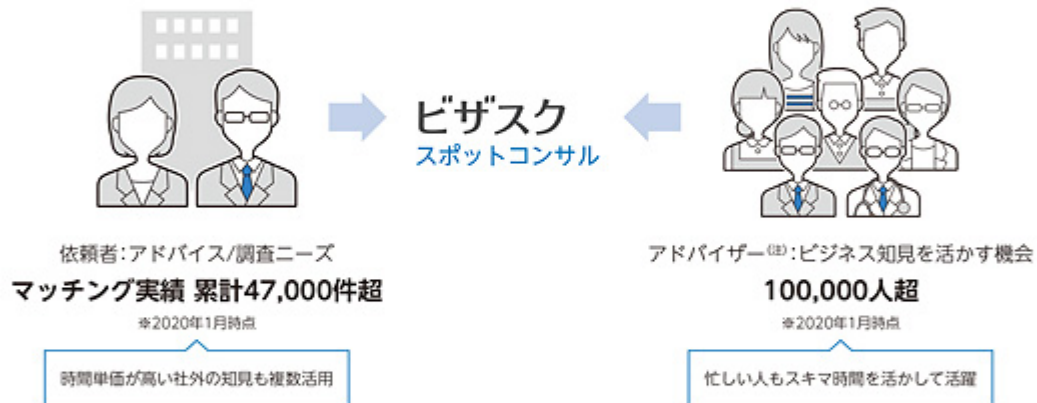 ビザスク
スポットコンサル
依頼者:アドバイス/調査ニーズ
マッチング実績 累計47,000件超
※2020年1月時点
時間単価が高い社外の知見も複数活用
アドバイザー(注):ビジネス知見を活かす機会
100,000人超
※2020年1月時点
忙しい人もスキマ時間を活かして活躍